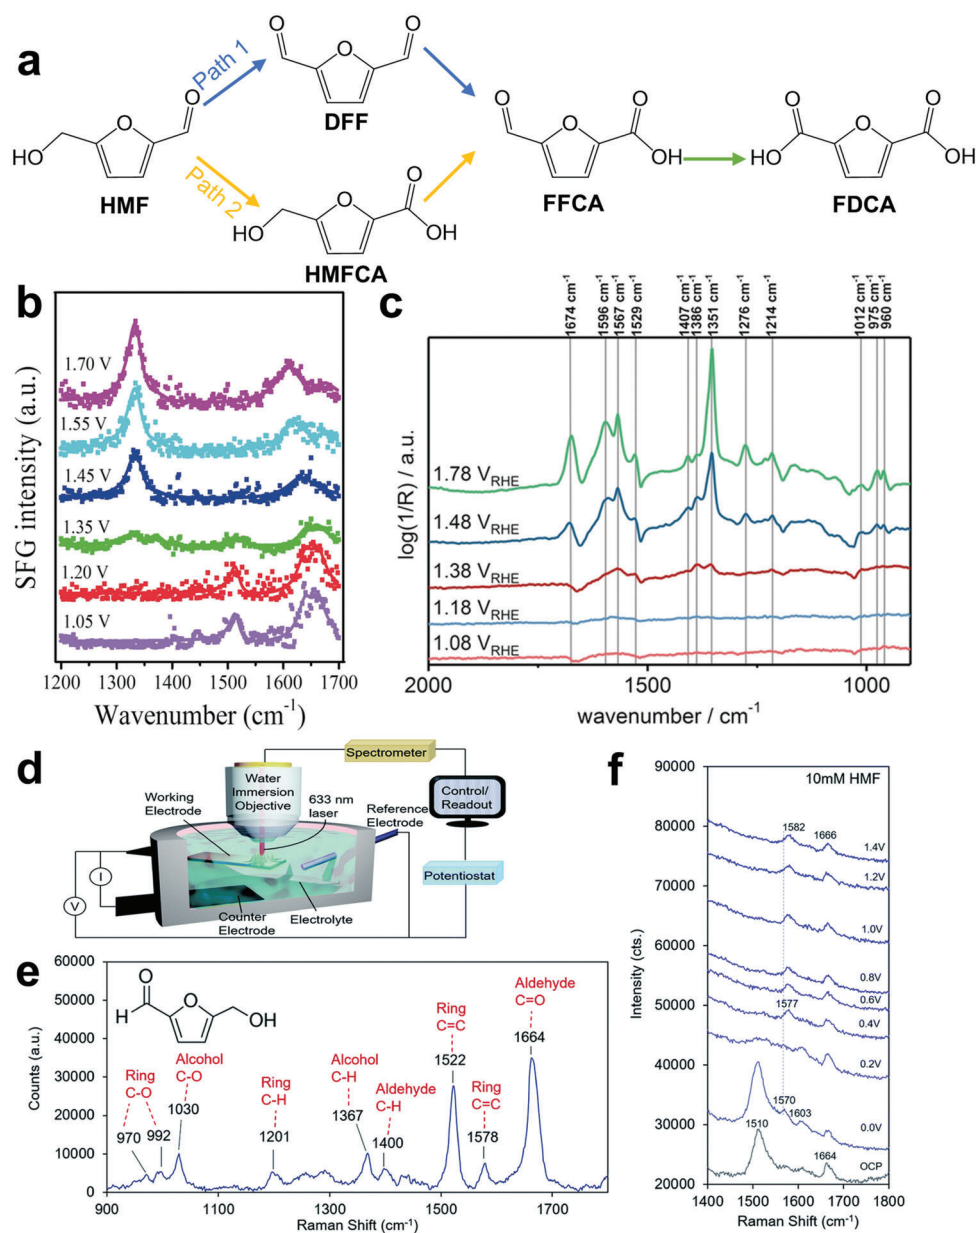 a
Path 1
Path 2
O
O
O
DFF
O
O
HO
HMF
O
O
HO
OH
HMFCA
O
O
O
OH
FFCA
O
O
O
HO
OH
FDCA
b
SFG intensity (a.u.)
1.70 V
1.55 V
1.45 V
1.35 V
1.20 V
1.05 V
1200 1300 1400 1500 1600 1700
Wavenumber (cm⁻¹)
c
1674 cm⁻¹
1596 cm⁻¹
1567 cm⁻¹
1529 cm⁻¹
1407 cm⁻¹
1386 cm⁻¹
1351 cm⁻¹
1276 cm⁻¹
1214 cm⁻¹
1012 cm⁻¹
975 cm⁻¹
960 cm⁻¹
log(1/R) / a.u.
1.78 V_RHE
1.48 V_RHE
1.38 V_RHE
1.18 V_RHE
1.08 V_RHE
2000 1500 1000
wavenumber / cm⁻¹
d
Spectrometer
Water
Immersion
Objective
Working
Electrode
633 nm
laser
Reference
Electrode
Control/
Readout
Potentiostat
I
V
Counter
Electrode
Electrolyte
e
Counts (a.u.)
60000
50000
40000
30000
20000
10000
0
O
H
O
OH
Ring
C-O
970
992
Alcohol
C-O
1030
Ring
C-H
1201
Alcohol
C-H
1367
Aldehyde
C-H
1400
Ring
C=C
1522
Ring
C=C
1578
Aldehyde
C=O
1664
900 1100 1300 1500 1700
Raman Shift (cm⁻¹)
f
10mM HMF
Intensity (cts.)
90000
80000
70000
60000
50000
40000
30000
20000
1582
1666
1.4V
1.2V
1.0V
0.8V
0.6V
1577
0.4V
0.2V
1570
1603
0.0V
1510
1664
OCP
1400 1500 1600 1700 1800
Raman Shift (cm⁻¹)